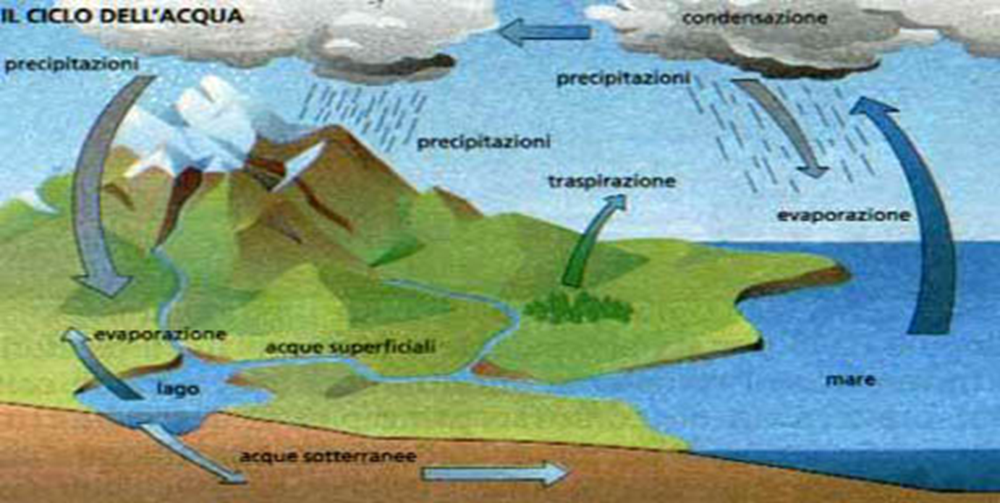 IL CICLO DELL'ACQUA
condensazione
precipitazioni
precipitazioni
precipitazioni
traspirazione
evaporazione
evaporazione
acque superficiali
lago
mare
acque sotterranee